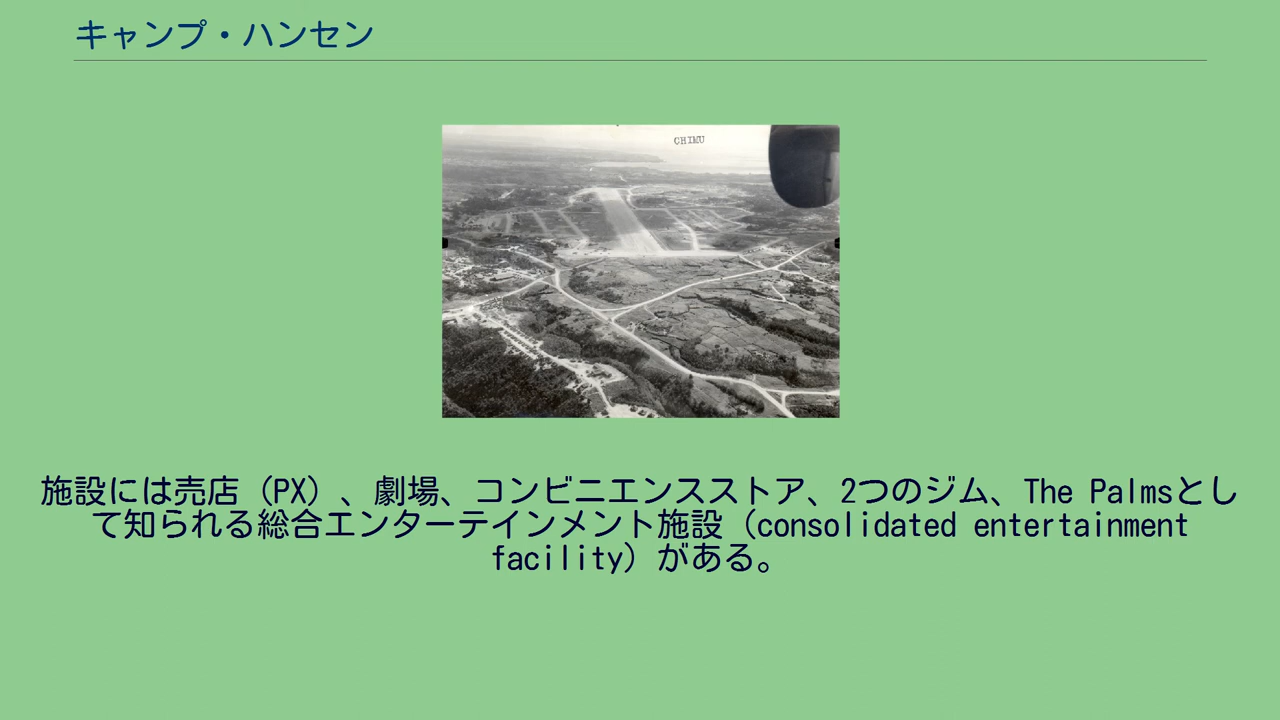 キャンプ・ハンセン
CHIMU
施設には売店（PX）、劇場、コンビニエンスストア、2つのジム、The Palmsとし
て知られる総合エンターテインメント施設（consolidated entertainment
facility）がある。